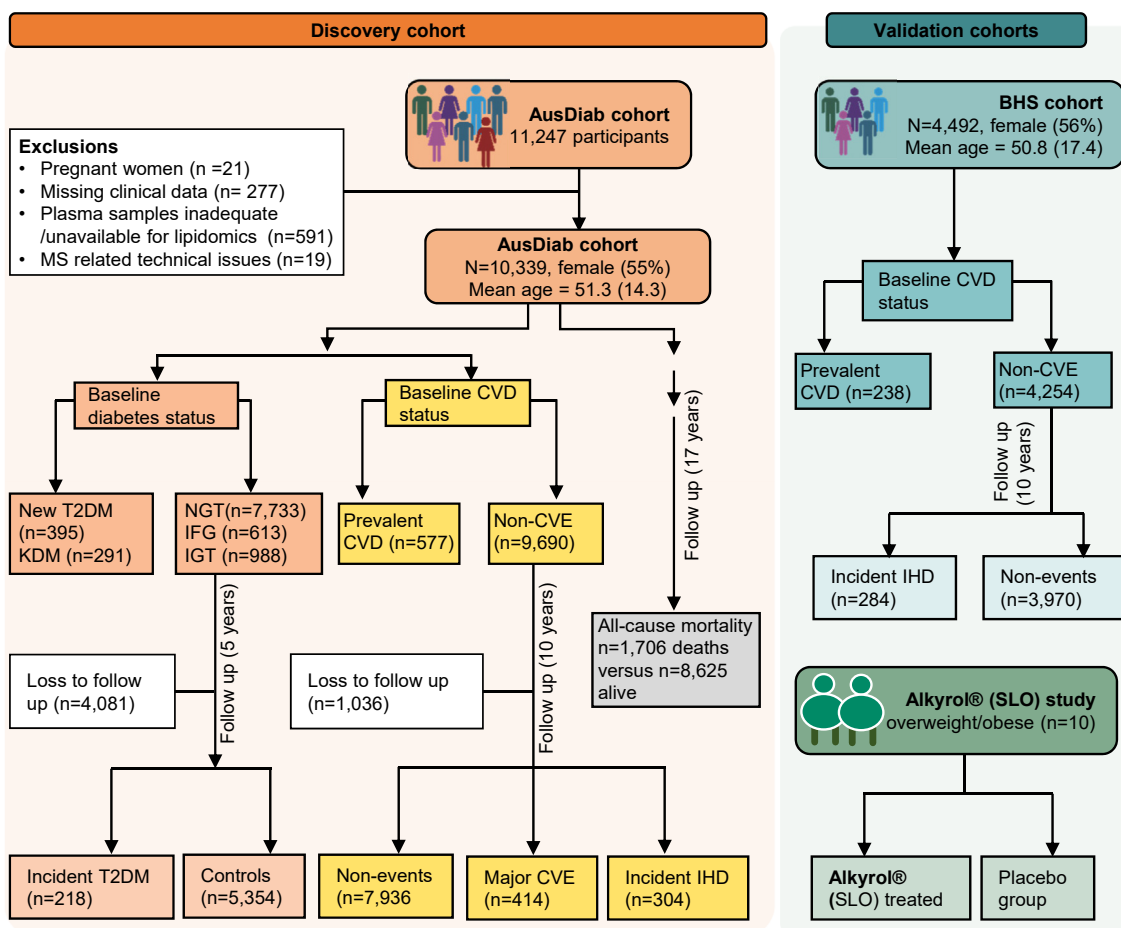 Discovery cohort
Validation cohorts
AusDiab cohort
11,247 participants
BHS cohort
N=4,492, female (56%)
Mean age = 50.8 (17.4)
Exclusions
• Pregnant women (n =21)
• Missing clinical data (n= 277)
• Plasma samples inadequate
/unavailable for lipidomics (n=591)
• MS related technical issues (n=19)
AusDiab cohort
N=10,339, female (55%)
Mean age = 51.3 (14.3)
Baseline CVD
status
Prevalent
CVD (n=238)
Non-CVE
(n=4,254)
Baseline
diabetes status
Baseline CVD
status
Follow up (17 years)
Follow up
(10 years)
New T2DM
(n=395)
KDM (n=291)
NGT(n=7,733)
IFG (n=613)
IGT (n=988)
Prevalent
CVD (n=577)
Non-CVE
(n=9,690)
Incident IHD
(n=284)
Non-events
(n=3,970)
All-cause mortality
n=1,706 deaths
versus n=8,625
alive
Loss to follow
up (n=4,081)
Follow up (5 years)
Loss to follow up
(n=1,036)
Follow up (10 years)
Alkyrol® (SLO) study
overweight/obese (n=10)
Incident T2DM
(n=218)
Controls
(n=5,354)
Non-events
(n=7,936
Major CVE
(n=414)
Incident IHD
(n=304)
Alkyrol®
(SLO) treated
Placebo
group